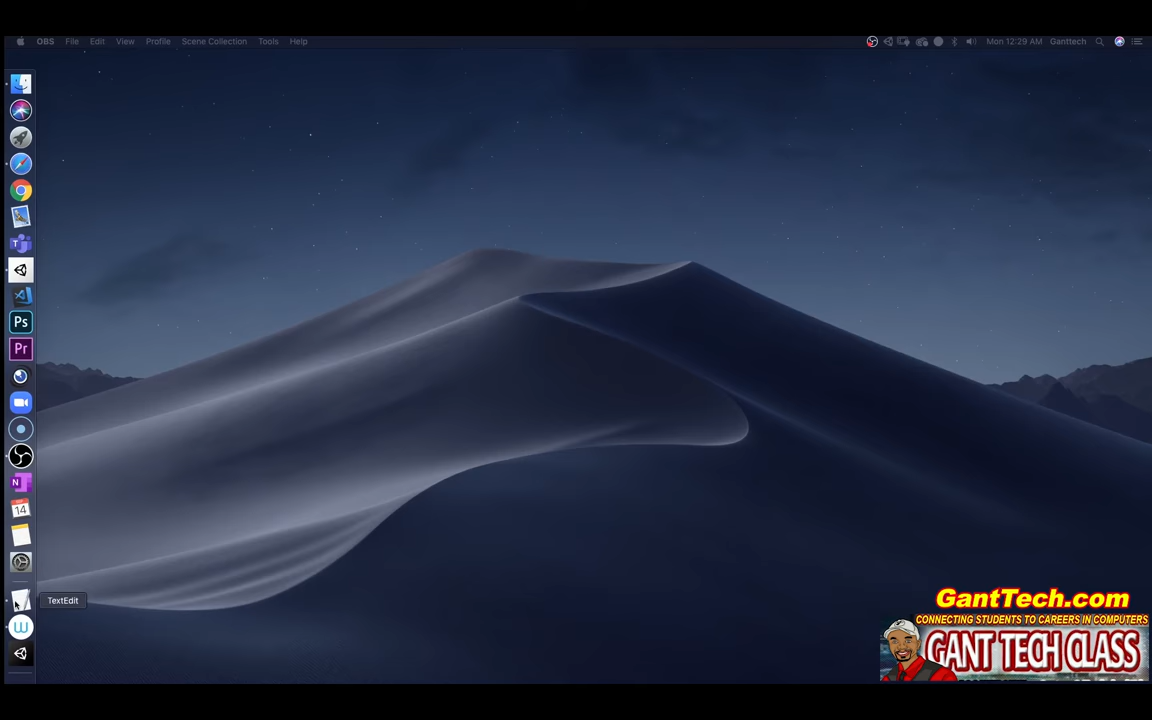 OBS File Edit View Profile Scene Collection Tools Help Mon 12:29 AM Ganttech
T
Ps
Pr
N
14
TextEdit
W
GantTech.com
CONNECTING STUDENTS TO CAREERS IN COMPUTERS
GANT TECH CLASS